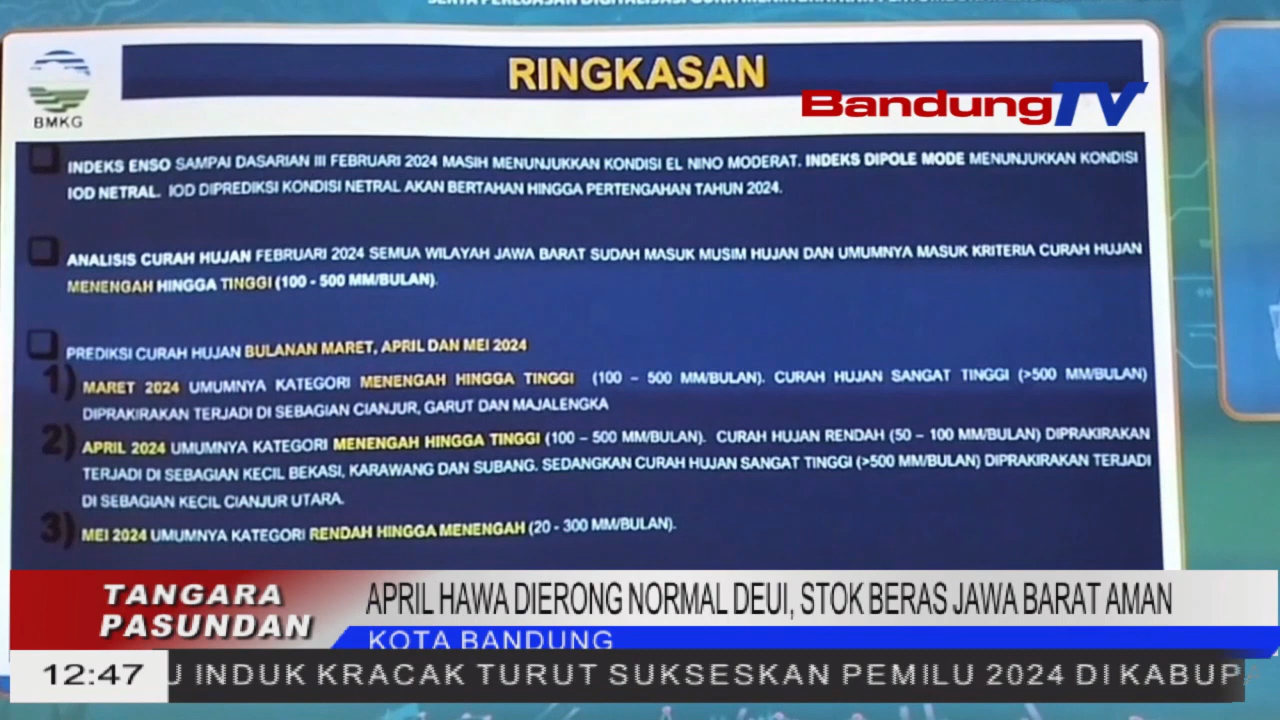 RINGKASAN
BMKG
BandungTV
INDEKS ENSO SAMPAI DASARIAN III FEBRUARI 2024 MASIH MENUNJUKKAN KONDISI EL NINO MODERAT. INDEKS DIPOLE MODE MENUNJUKKAN KONDISI
IOD NETRAL. IOD DIPREDIKSI KONDISI NETRAL AKAN BERTAHAN HINGGA PERTENGAHAN TAHUN 2024.
ANALISIS CURAH HUJAN FEBRUARI 2024 SEMUA WILAYAH JAWA BARAT SUDAH MASUK MUSIM HUJAN DAN UMUMNYA MASUK KRITERIA CURAH HUJAN
MENENGAH HINGGA TINGGI (100 - 500 MM/BULAN).
PREDIKSI CURAH HUJAN BULANAN MARET, APRIL DAN MEI 2024
1) MARET 2024 UMUMNYA KATEGORI MENENGAH HINGGA TINGGI (100 – 500 MM/BULAN). CURAH HUJAN SANGAT TINGGI (>500 MM/BULAN)
DIPRAKIRAKAN TERJADI DI SEBAGIAN CIANJUR, GARUT DAN MAJALENGKA
2) APRIL 2024 UMUMNYA KATEGORI MENENGAH HINGGA TINGGI (100 – 500 MM/BULAN). CURAH HUJAN RENDAH (50 – 100 MM/BULAN) DIPRAKIRAKAN
TERJADI DI SEBAGIAN KECIL BEKASI, KARAWANG DAN SUBANG. SEDANGKAN CURAH HUJAN SANGAT TINGGI (>500 MM/BULAN) DIPRAKIRAKAN TERJADI
DI SEBAGIAN KECIL CIANJUR UTARA.
3) MEI 2024 UMUMNYA KATEGORI RENDAH HINGGA MENENGAH (20 - 300 MM/BULAN).
TANGARA
PASUNDAN
APRIL HAWA DIERONG NORMAL DEUI, STOK BERAS JAWA BARAT AMAN
KOTA BANDUNG
12:47
U INDUK KRACAK TURUT SUKSESKAN PEMILU 2024 DI KABUP